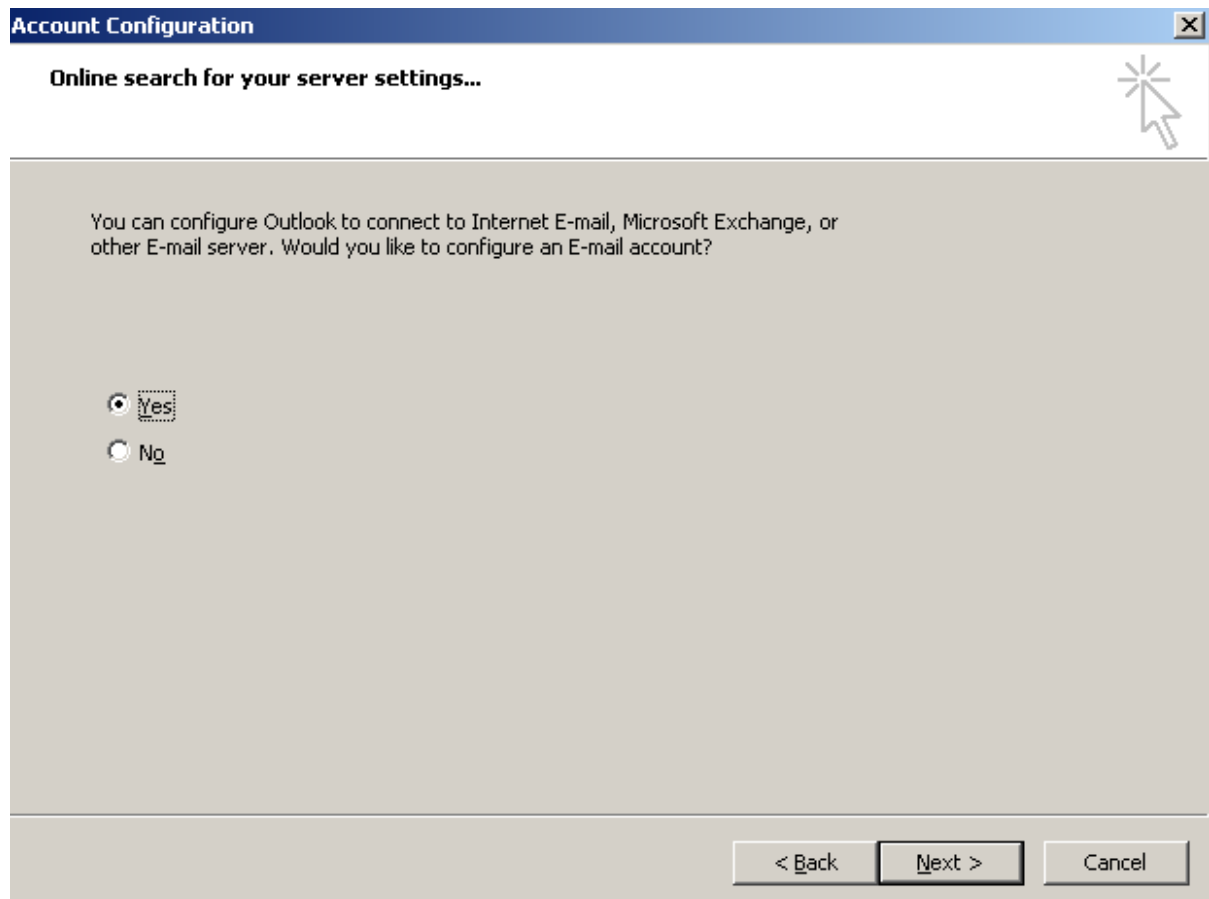 Account Configuration
Online search for your server settings...
You can configure Outlook to connect to Internet E-mail, Microsoft Exchange, or
other E-mail server. Would you like to configure an E-mail account?
Yes
No
< Back Next > Cancel